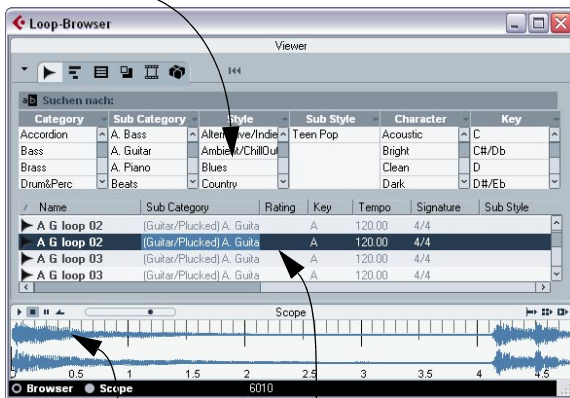 Loop-Browser
Viewer
Suchen nach:
Category Sub Category Style Sub Style Character Key
Accordion A. Bass Alternative/Indie Teen Pop Acoustic C
Bass A. Guitar Ambient/ChillOut Bright C#/Db
Brass A. Piano Blues Clean D
Drum&Perc Beats Country Dark D#/Eb
Name Sub Category Rating Key Tempo Signature Sub Style
A G loop 02 (Guitar/Plucked) A. Guita A 120.00 4/4
A G loop 02 (Guitar/Plucked) A. Guita A 120.00 4/4
A G loop 03 (Guitar/Plucked) A. Guita A 120.00 4/4
A G loop 03 (Guitar/Plucked) A. Guita A 120.00 4/4
Scope
0.5 1 1.5 2 2.5 3 3.5 4 4.5
Browser Scope 6010